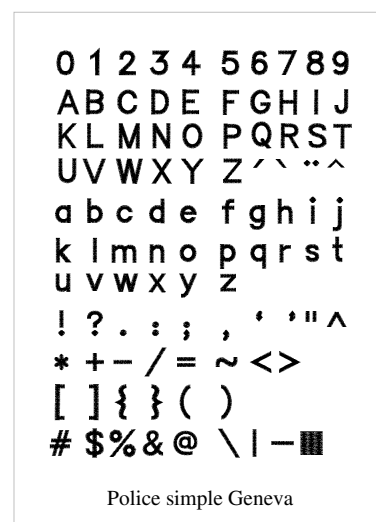 0 1 2 3 4 5 6 7 8 9
A B C D E F G H I J
K L M N O P Q R S T
U V W X Y Z ´ ` ¨ ^
a b c d e f g h i j
k l m n o p q r s t
u v w x y z
! ? . : ; , ‘ ’ " ^
* + − / = ~ < >
[ ] { } ( )
# $ % & @ \ | − ▦
Police simple Geneva